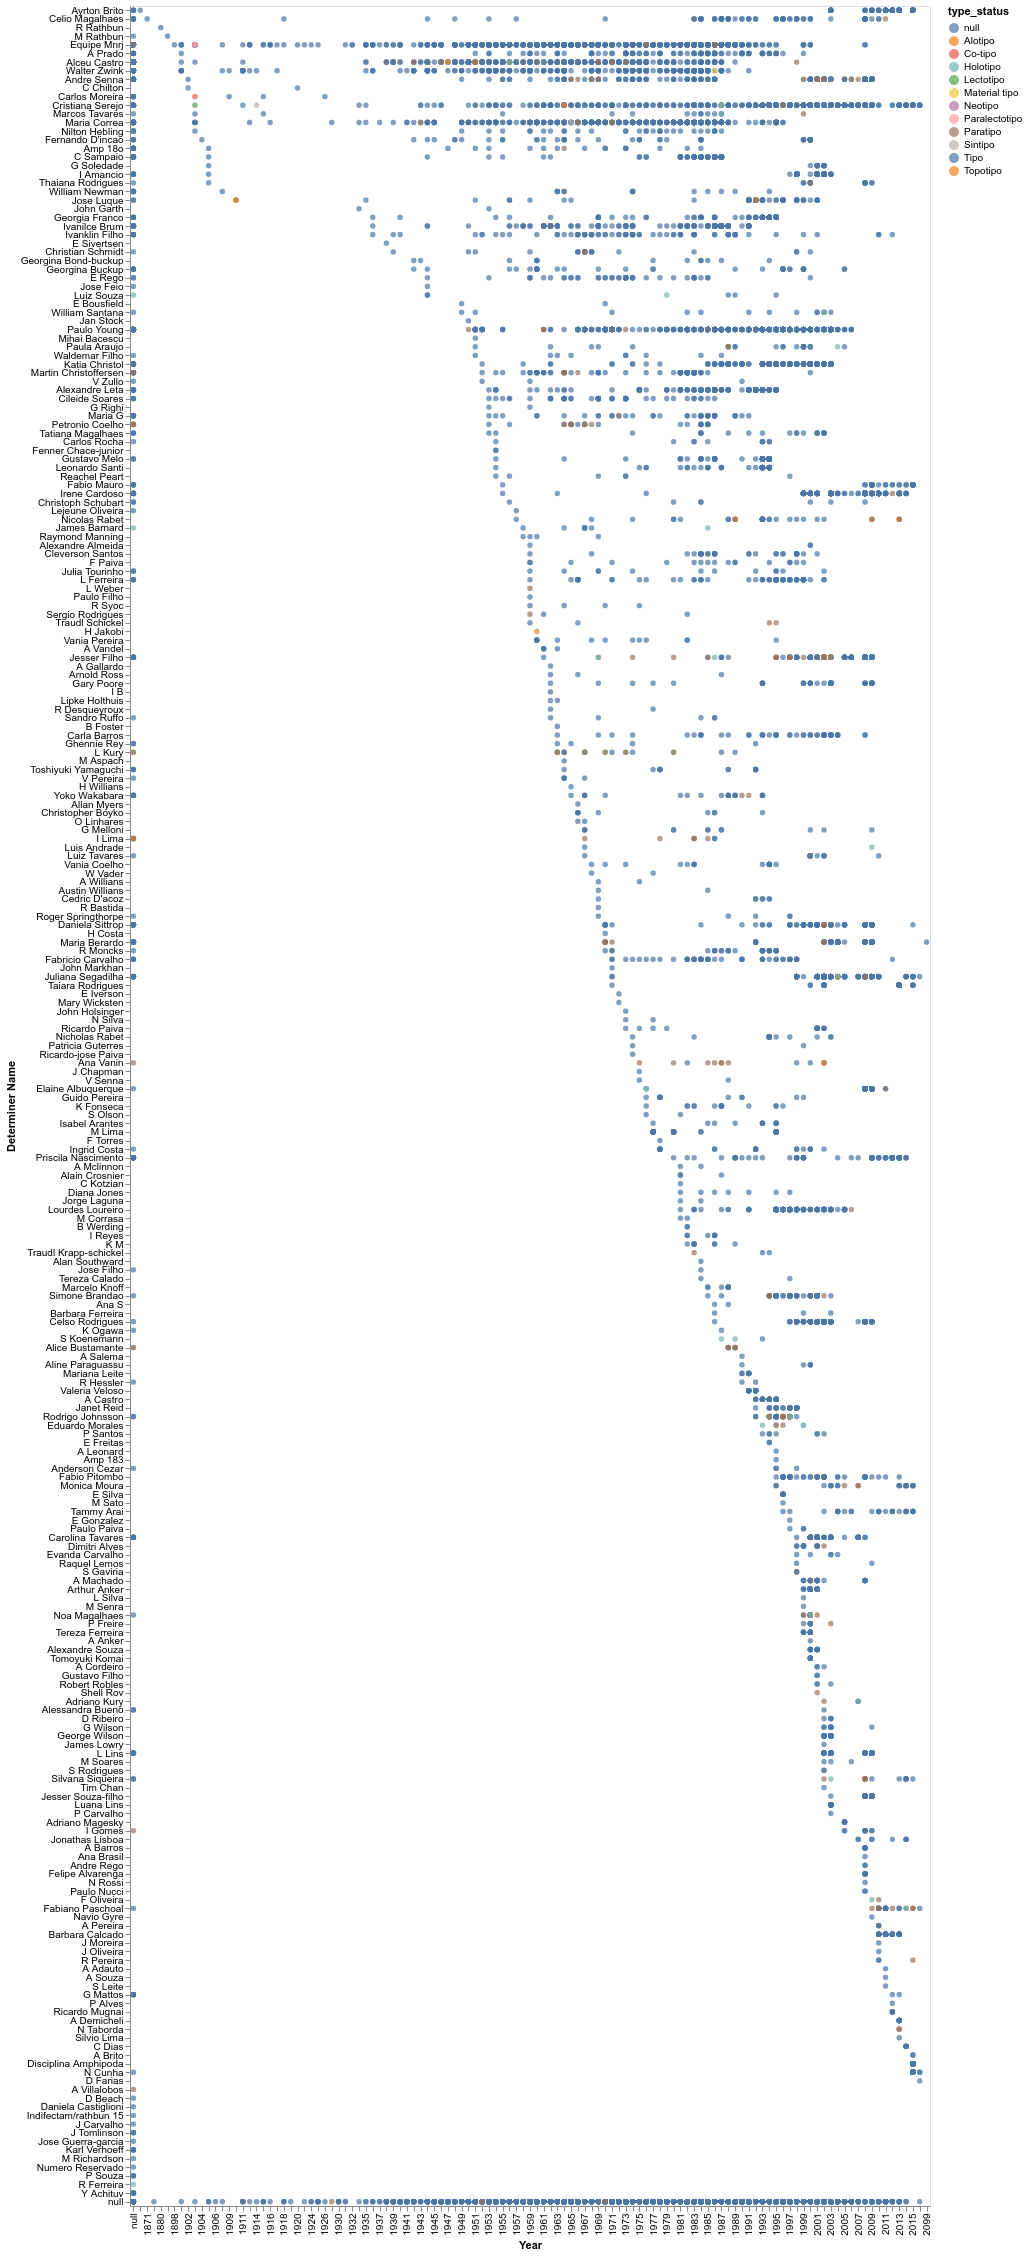 type_status
null
Alotipo
Co-tipo
Holotipo
Lectotipo
Material tipo
Neotipo
Paralectotipo
Paratipo
Sintipo
Tipo
Topotipo
Determiner Name
Ayrton Brito
Celio Magalhaes
R Rathbun
M Rathbun
Equipe Mnrj
A Prado
Alceu Castro
Walter Zwink
Andre Senna
C Chilton
Carlos Moreira
Cristiana Serejo
Marcos Tavares
Maria Correa
Nilton Hebling
Fernando D'incao
Amp 18o
C Sampaio
G Soledade
I Amancio
Thaiana Rodrigues
William Newman
Jose Luque
John Garth
Georgia Franco
Ivanilce Brum
Ivanklin Filho
E Sivertsen
Christian Schmidt
Georgina Bond-buckup
Georgina Buckup
E Rego
Jose Feio
Luiz Souza
E Bousfield
William Santana
Jan Stock
Paulo Young
Mihai Bacescu
Paula Araujo
Waldemar Filho
Katia Christol
Martin Christoffersen
V Zullo
Alexandre Leta
Cileide Soares
G Righi
Maria G
Petronio Coelho
Tatiana Magalhaes
Carlos Rocha
Fenner Chace-junior
Gustavo Melo
Leonardo Santi
Reachel Peart
Fabio Mauro
Irene Cardoso
Christoph Schubart
Lejeune Oliveira
Nicolas Rabet
James Barnard
Raymond Manning
Alexandre Almeida
Cleverson Santos
F Paiva
Julia Tourinho
L Ferreira
L Weber
Paulo Filho
R Syoc
Sergio Rodrigues
Traudl Schickel
H Jakobi
Vania Pereira
A Vandel
Jesser Filho
A Gallardo
Arnold Ross
Gary Poore
I B
Lipke Holthuis
R Desqueyroux
Sandro Ruffo
B Foster
Carla Barros
Ghennie Rey
L Kury
M Aspach
Toshiyuki Yamaguchi
V Pereira
H Willians
Yoko Wakabara
Allan Myers
Christopher Boyko
O Linhares
G Melloni
I Lima
Luis Andrade
Luiz Tavares
Vania Coelho
W Vader
A Willians
Austin Willians
Cedric D'acoz
R Bastida
Roger Springthorpe
Daniela Sittrop
H Costa
Maria Berardo
R Moncks
Fabricio Carvalho
John Markhan
Juliana Segadilha
Taiara Rodrigues
E Iverson
Mary Wicksten
John Holsinger
N Silva
Ricardo Paiva
Nicholas Rabet
Patricia Guterres
Ricardo-jose Paiva
Ana Vanin
J Chapman
V Senna
Elaine Albuquerque
Guido Pereira
K Fonseca
S Olson
Isabel Arantes
M Lima
F Torres
Ingrid Costa
Priscila Nascimento
A Mclinnon
Alain Crosnier
C Kotzian
Diana Jones
Jorge Laguna
Lourdes Loureiro
M Corrasa
B Werding
I Reyes
K M
Traudl Krapp-schickel
Alan Southward
Jose Filho
Tereza Calado
Marcelo Knoff
Simone Brandao
Ana S
Barbara Ferreira
Celso Rodrigues
K Ogawa
S Koenemann
Alice Bustamante
A Salema
Aline Paraguassu
Mariana Leite
R Hessler
Valeria Veloso
A Castro
Janet Reid
Rodrigo Johnsson
Eduardo Morales
P Santos
E Freitas
A Leonard
Amp 183
Anderson Cezar
Fabio Pitombo
Monica Moura
E Silva
M Sato
Tammy Arai
E Gonzalez
Paulo Paiva
Carolina Tavares
Dimitri Alves
Evanda Carvalho
Raquel Lemos
S Gaviria
A Machado
Arthur Anker
L Silva
M Senra
Noa Magalhaes
P Freire
Tereza Ferreira
A Anker
Alexandre Souza
Tomoyuki Komai
A Cordeiro
Gustavo Filho
Robert Robles
Shell Rov
Adriano Kury
Alessandra Bueno
D Ribeiro
G Wilson
George Wilson
James Lowry
L Lins
M Soares
S Rodrigues
Silvana Siqueira
Tim Chan
Jesser Souza-filho
Luana Lins
P Carvalho
Adriano Magesky
I Gomes
Jonathas Lisboa
A Barros
Ana Brasil
Andre Rego
Felipe Alvarenga
N Rossi
Paulo Nucci
F Oliveira
Fabiano Paschoal
Navio Gyre
A Pereira
Barbara Calcado
J Moreira
J Oliveira
R Pereira
A Adauto
A Souza
S Leite
G Mattos
P Alves
Ricardo Mugnai
A Demicheli
N Taborda
Silvio Lima
C Dias
A Brito
Disciplina Amphipoda
N Cunha
D Farias
A Villalobos
D Beach
Daniela Castiglioni
Indifectam/rathbun 15
J Carvalho
J Tomlinson
Jose Guerra-garcia
Karl Verhoeff
M Richardson
Numero Reservado
P Souza
R Ferreira
Y Achituv
null
null 1871 1880 1898 1902 1904 1906 1909 1911 1914 1916 1918 1920 1924 1926 1930 1932 1935 1937 1939 1941 1943 1945 1947 1949 1951 1953 1955 1957 1959 1961 1963 1965 1967 1969 1971 1973 1975 1977 1979 1981 1983 1985 1987 1989 1991 1993 1995 1997 1999 2001 2003 2005 2007 2009 2011 2013 2015 2099
Year